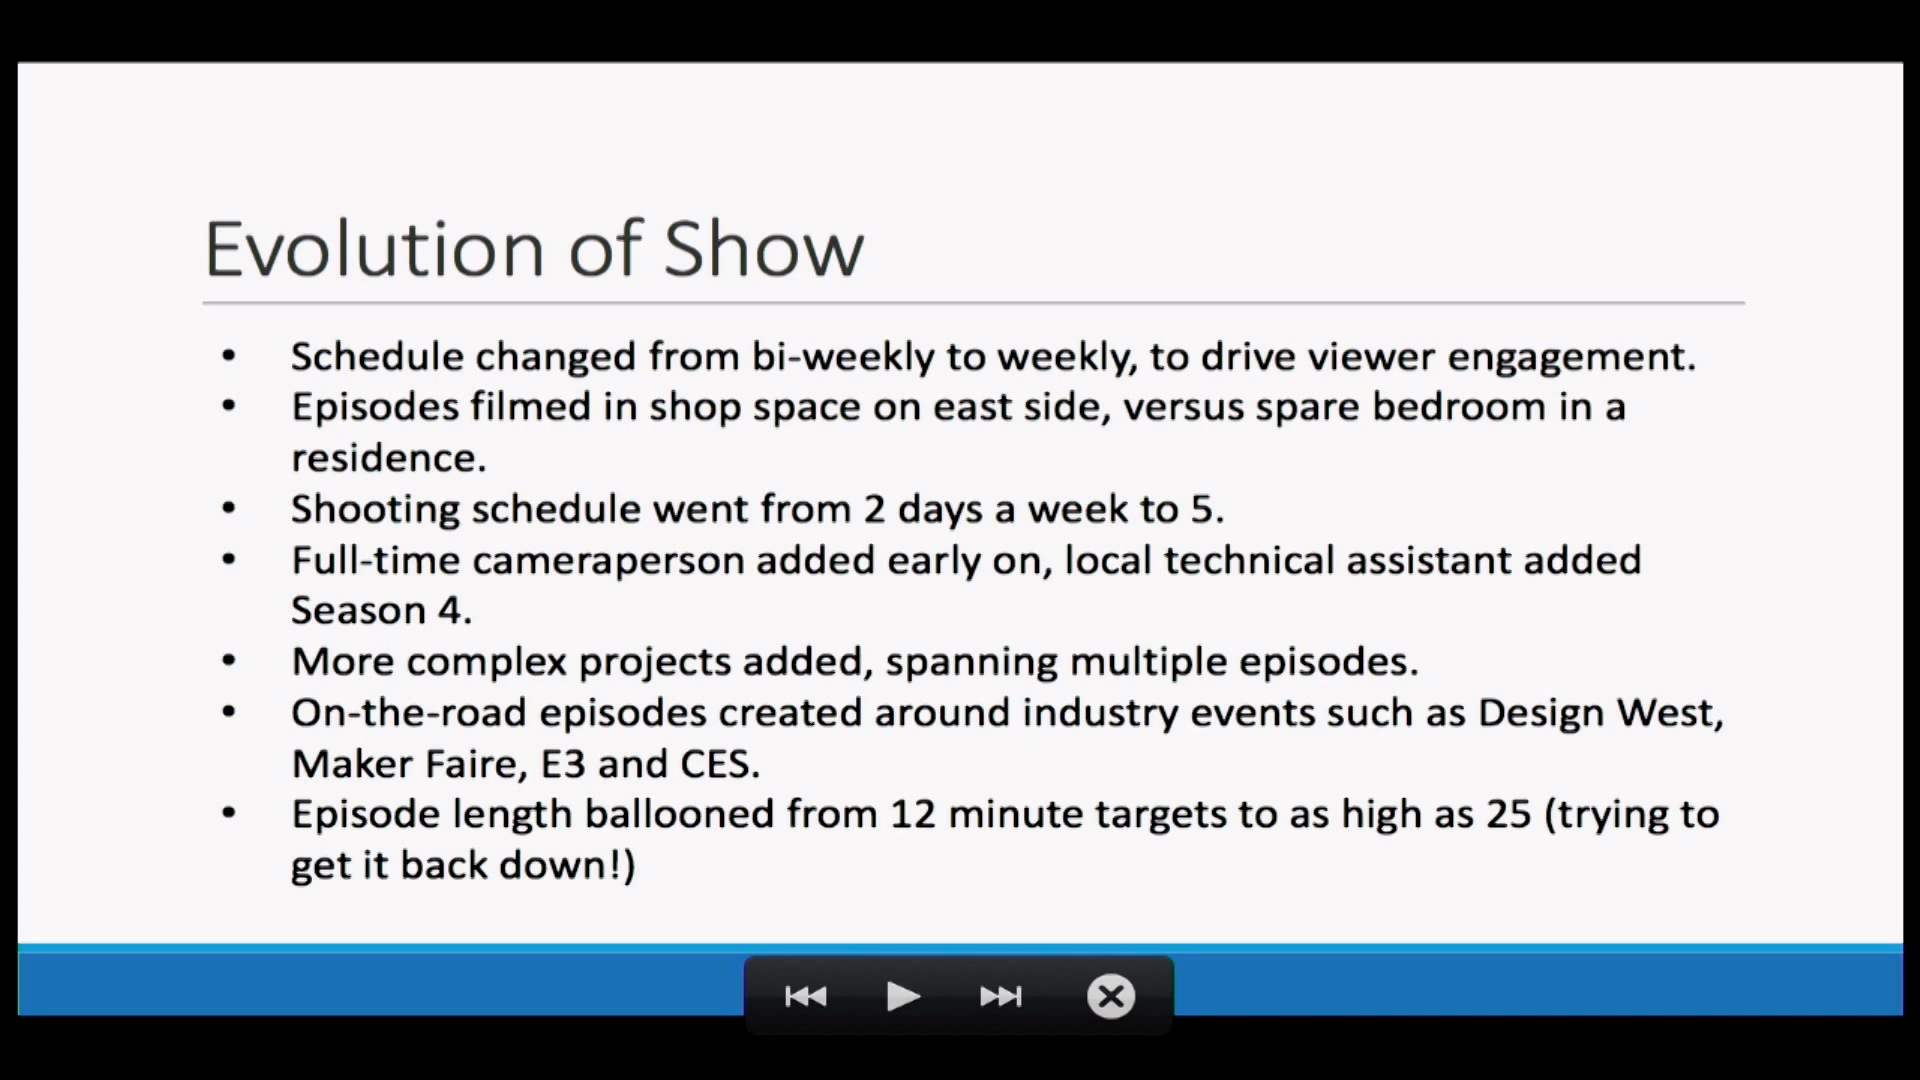 Evolution of Show
• Schedule changed from bi-weekly to weekly, to drive viewer engagement.
• Episodes filmed in shop space on east side, versus spare bedroom in a
residence.
• Shooting schedule went from 2 days a week to 5.
• Full-time cameraperson added early on, local technical assistant added
Season 4.
• More complex projects added, spanning multiple episodes.
• On-the-road episodes created around industry events such as Design West,
Maker Faire, E3 and CES.
• Episode length ballooned from 12 minute targets to as high as 25 (trying to
get it back down!)